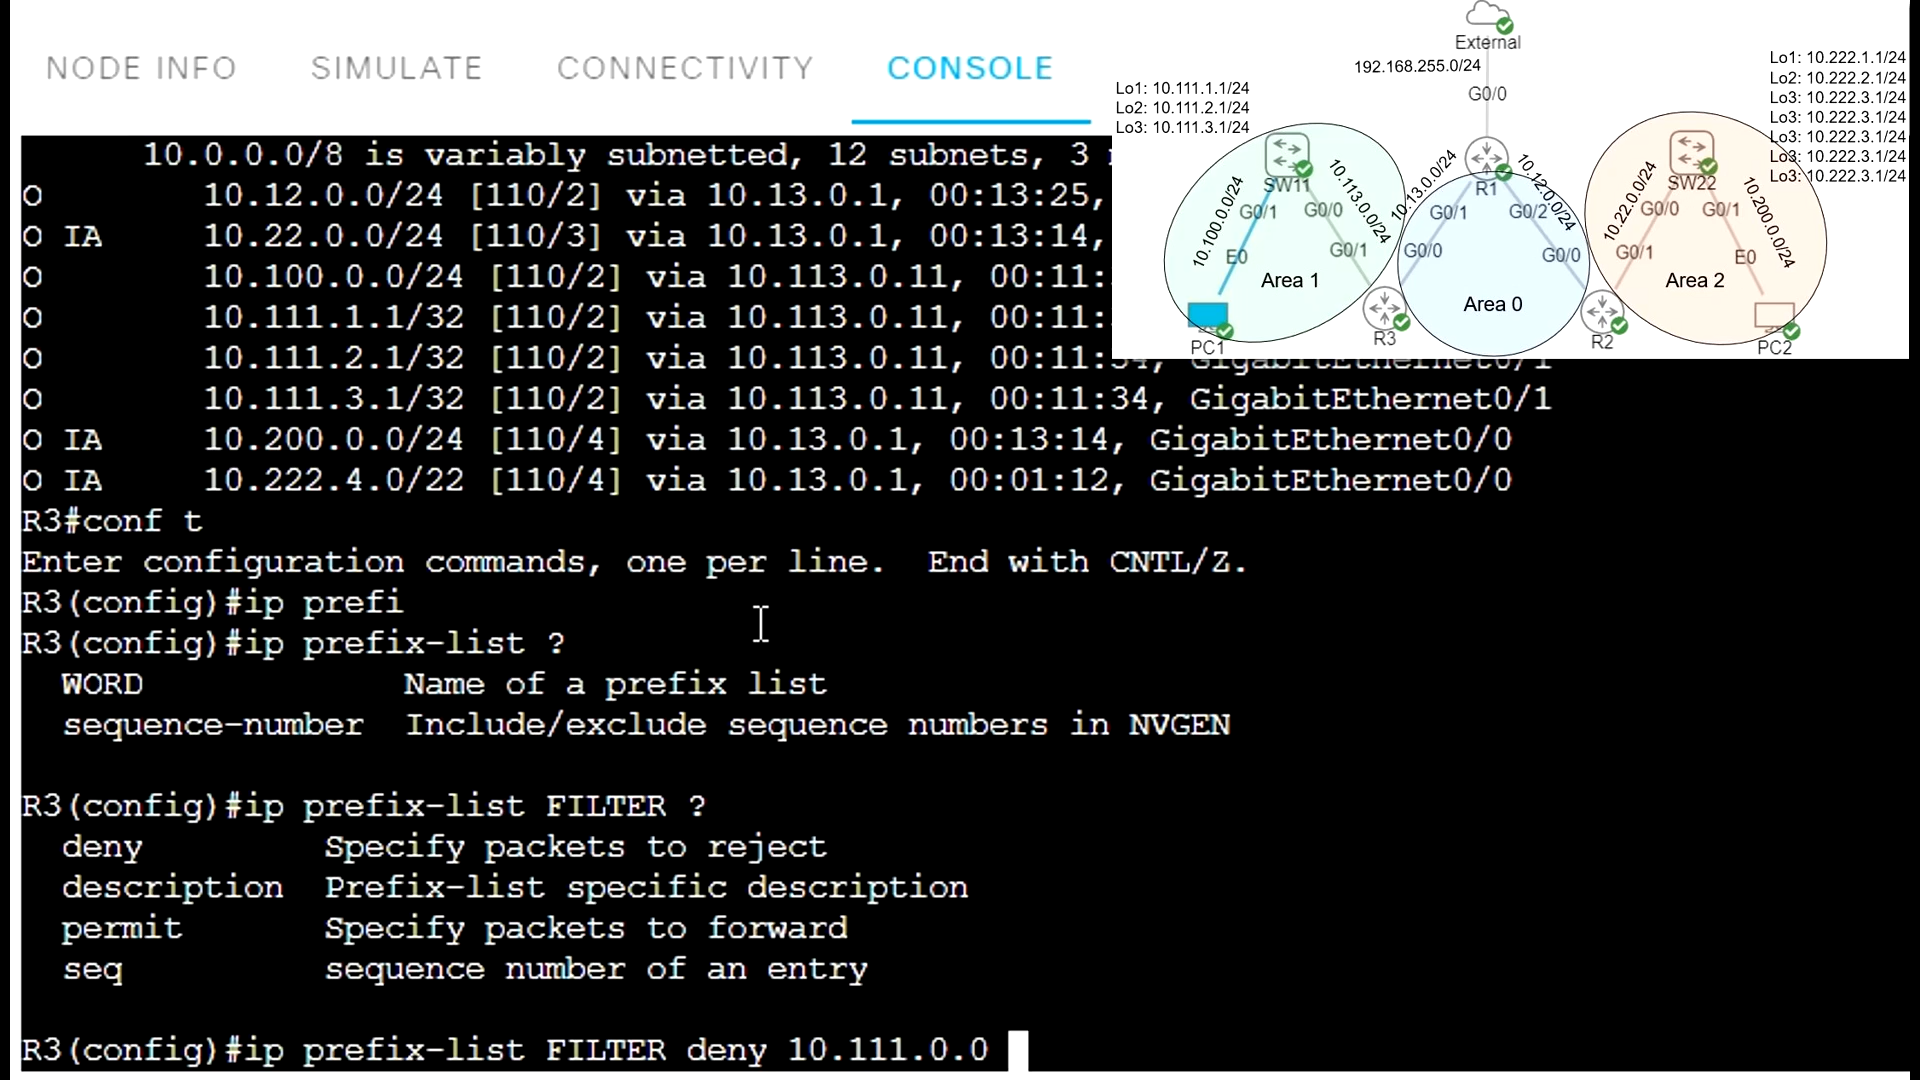 NODE INFO SIMULATE CONNECTIVITY CONSOLE
External
192.168.255.0/24
G0/0
Lo1: 10.111.1.1/24
Lo2: 10.111.2.1/24
Lo3: 10.111.3.1/24
Lo1: 10.222.1.1/24
Lo2: 10.222.2.1/24
Lo3: 10.222.3.1/24
Lo3: 10.222.3.1/24
Lo3: 10.222.3.1/24
Lo3: 10.222.3.1/24
Lo3: 10.222.3.1/24
SW11
R1
SW22
10.100.0.0/24
10.113.0.0/24
10.13.0.0/24
10.12.0.0/24
10.22.0.0/24
10.200.0.0/24
G0/1 G0/0 G0/1 G0/2 G0/0 G0/1
E0 G0/1 G0/0 G0/0 G0/1 E0
Area 1 Area 0 Area 2
PC1 R3 R2 PC2
10.0.0.0/8 is variably subnetted, 12 subnets, 3
O 10.12.0.0/24 [110/2] via 10.13.0.1, 00:13:25,
O IA 10.22.0.0/24 [110/3] via 10.13.0.1, 00:13:14,
O 10.100.0.0/24 [110/2] via 10.113.0.11, 00:11:
O 10.111.1.1/32 [110/2] via 10.113.0.11, 00:11:
O 10.111.2.1/32 [110/2] via 10.113.0.11, 00:11:34, GigabitEthernet0/1
O 10.111.3.1/32 [110/2] via 10.113.0.11, 00:11:34, GigabitEthernet0/1
O IA 10.200.0.0/24 [110/4] via 10.13.0.1, 00:13:14, GigabitEthernet0/0
O IA 10.222.4.0/22 [110/4] via 10.13.0.1, 00:01:12, GigabitEthernet0/0
R3#conf t
Enter configuration commands, one per line. End with CNTL/Z.
R3(config)#ip prefi
R3(config)#ip prefix-list ?
WORD Name of a prefix list
sequence-number Include/exclude sequence numbers in NVGEN
R3(config)#ip prefix-list FILTER ?
deny Specify packets to reject
description Prefix-list specific description
permit Specify packets to forward
seq sequence number of an entry
R3(config)#ip prefix-list FILTER deny 10.111.0.0